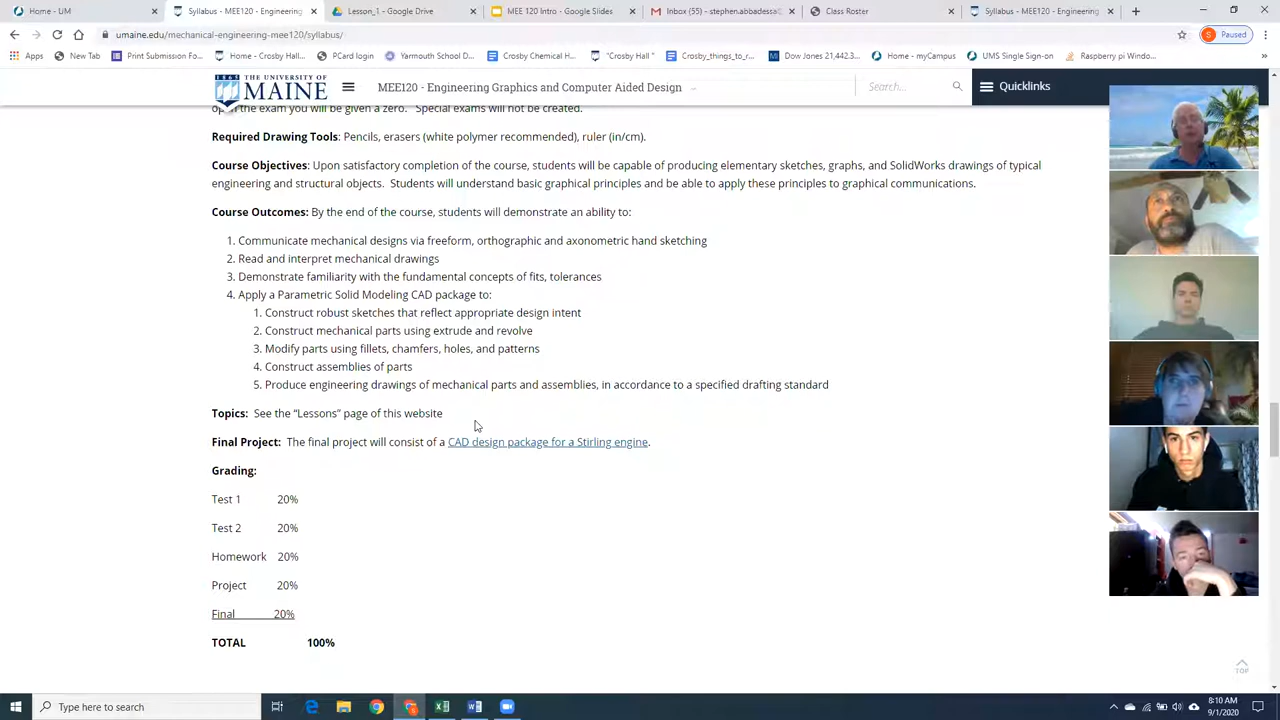 Home - UM
Syllabus - MEE120 - Engineering
Lesson_1 - Google Drive
MEE 120 Intro - Google Slides
Inbox (55) - stephen.abbadessa@
Class Roster
Syllabus - MEE120 - Engineering
umaine.edu/mechanical-engineering-mee120/syllabus/
S Paused
Apps
To Nab
Print Submission Fo...
Home - Crosby Hall...
PCard login
Yarmouth School D...
Crosby Chemical H...
"Crosby Hall "
Crosby_things_to_r...
Dow Jones 21,442.3...
Home - myCampus
UMS Single Sign-on
Raspberry pi Windo...
»
1865 THE UNIVERSITY OF
MAINE
MEE120 - Engineering Graphics and Computer Aided Design
Search...
Quicklinks
open the exam you will be given a zero. Special exams will not be created.
Required Drawing Tools: Pencils, erasers (white polymer recommended), ruler (in/cm).
Course Objectives: Upon satisfactory completion of the course, students will be capable of producing elementary sketches, graphs, and SolidWorks drawings of typical
engineering and structural objects. Students will understand basic graphical principles and be able to apply these principles to graphical communications.
Course Outcomes: By the end of the course, students will demonstrate an ability to:
1. Communicate mechanical designs via freeform, orthographic and axonometric hand sketching
2. Read and interpret mechanical drawings
3. Demonstrate familiarity with the fundamental concepts of fits, tolerances
4. Apply a Parametric Solid Modeling CAD package to:
1. Construct robust sketches that reflect appropriate design intent
2. Construct mechanical parts using extrude and revolve
3. Modify parts using fillets, chamfers, holes, and patterns
4. Construct assemblies of parts
5. Produce engineering drawings of mechanical parts and assemblies, in accordance to a specified drafting standard
Topics: See the “Lessons” page of this website
Final Project: The final project will consist of a CAD design package for a Stirling engine.
Grading:
Test 1 20%
Test 2 20%
Homework 20%
Project 20%
Final 20%
TOTAL 100%
TOP
Type here to search
8:10 AM
9/1/2020